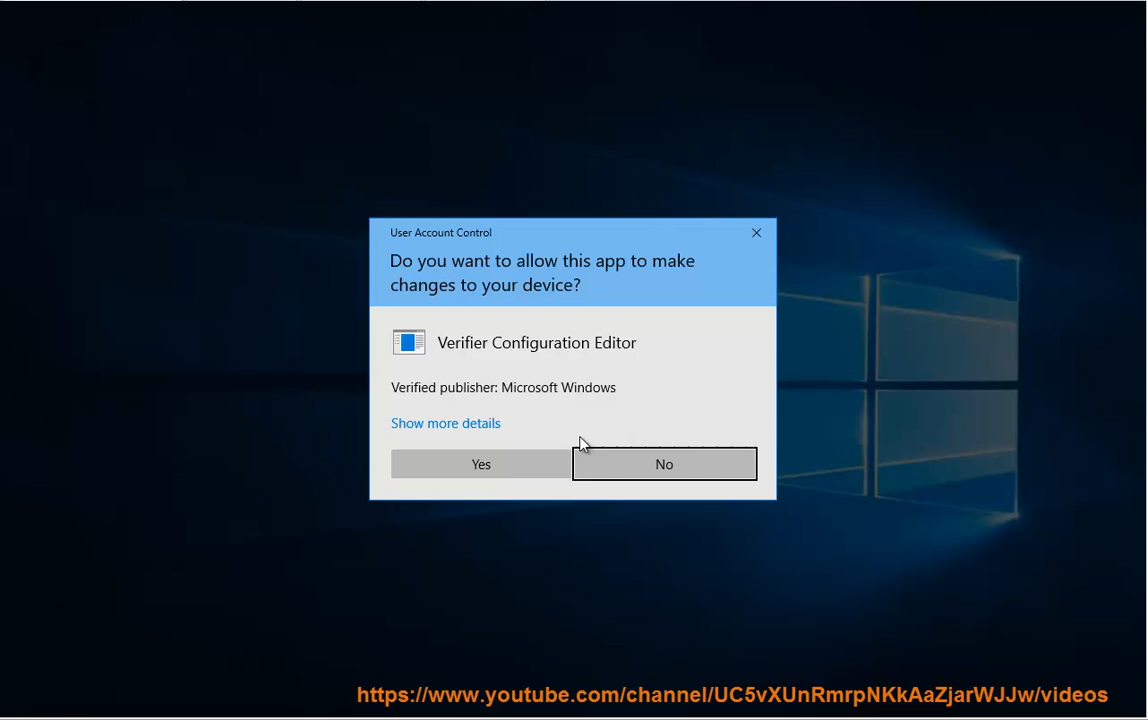 User Account Control
Do you want to allow this app to make
changes to your device?
Verifier Configuration Editor
Verified publisher: Microsoft Windows
Show more details
Yes
No
https://www.youtube.com/channel/UC5vXUnRmrpNKkAaZjarWJJw/videos